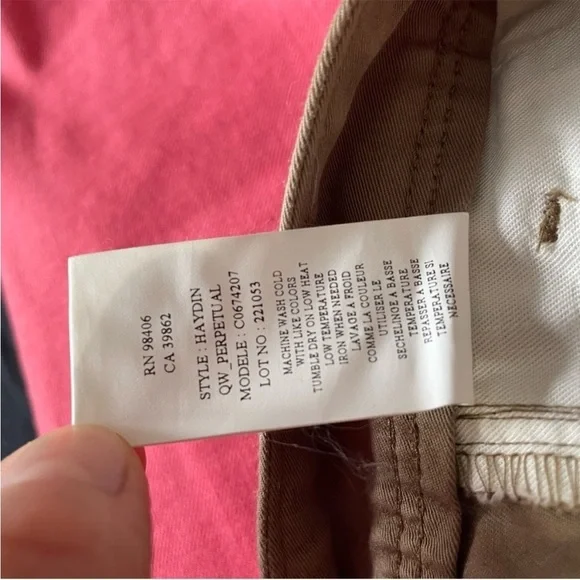 RN 98406
CA 39862
STYLE : HAYDIN
QW_PERPETUAL
MODELE : C0674207
LOT NO : 221053
MACHINE WASH COLD
WITH LIKE COLORS
TUMBLE DRY ON LOW HEAT
LOW TEMPERATURE
IRON WHEN NEEDED
LAVAGE A FROID
COMME LA COULEUR
UTILISER LE
SECHELINGE A BASSE
TEMPERATURE
REPASSER A BASSE
TEMPERATURE SI
NECESSAIRE